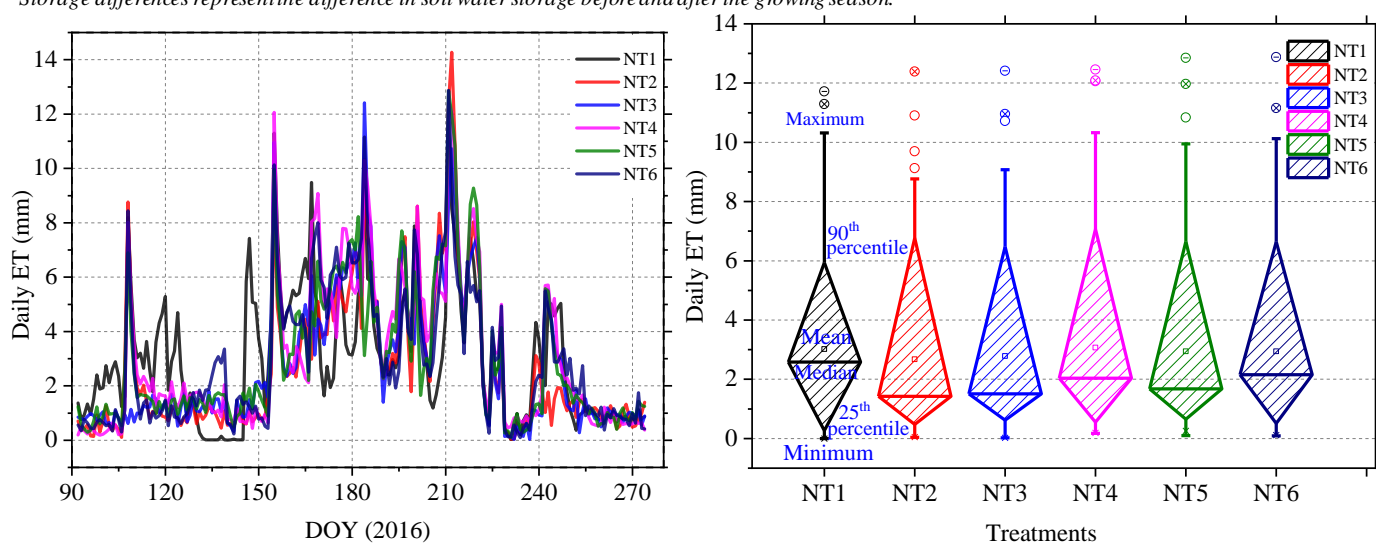 Storage differences represent the difference in soil water storage before and after the growing season.
14
12
10
8
6
4
2
0
Daily ET (mm)
NT1
NT2
NT3
NT4
NT5
NT6
92
120
150
180
210
240
270
DOY (2016)
14
12
10
8
6
4
2
0
Daily ET (mm)
NT1
NT2
NT3
NT4
NT5
NT6
Maximum
90th
percentile
Mean
Median
25th
percentile
Minimum
NT1
NT2
NT3
NT4
NT5
NT6
Treatments